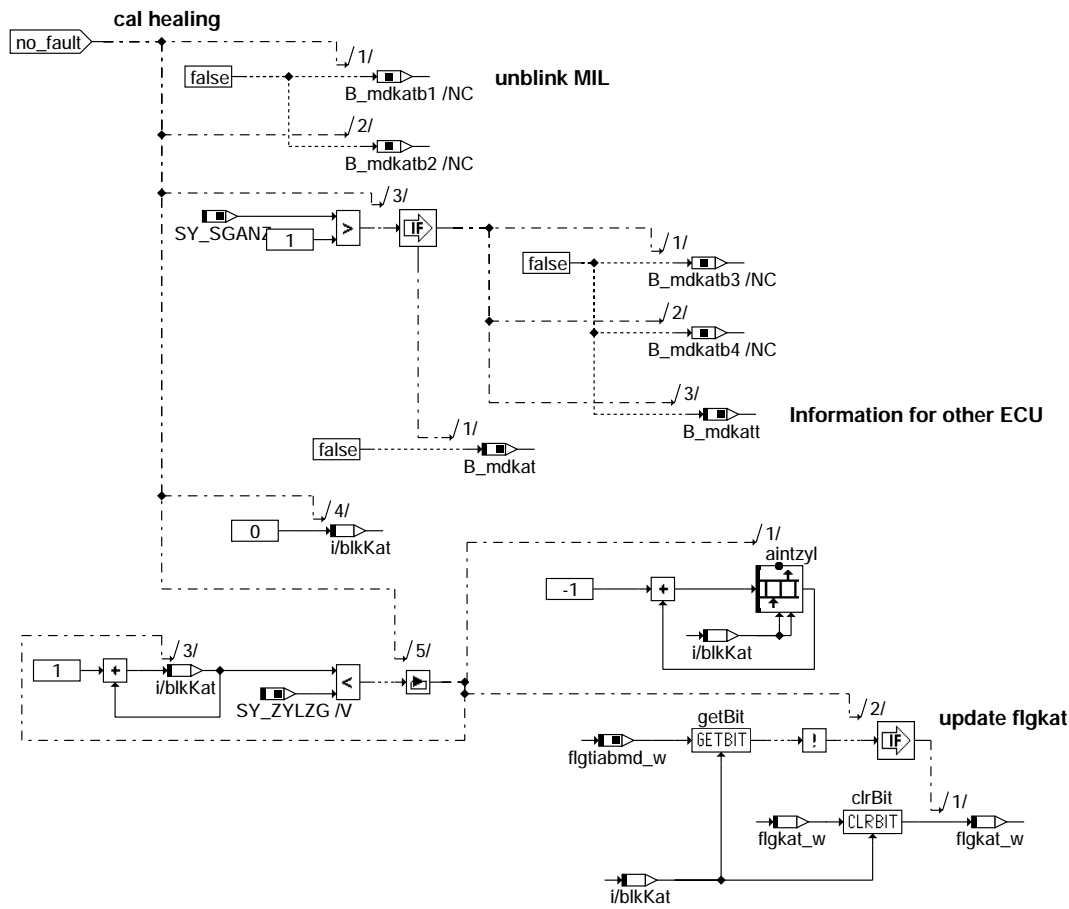 cal healing
no_fault
/1/
false
B_mdkatb1 /NC
unblink MIL
/2/
B_mdkatb2 /NC
/3/
SY_SGANZ
1
>
IF
/1/
false
B_mdkatb3 /NC
/2/
B_mdkatb4 /NC
/3/
B_mdkatt
Information for other ECU
/1/
false
B_mdkat
/4/
0
i/blkKat
/1/
aintzyl
-1
+
i/blkKat
/3/
1
+
i/blkKat
/5/
<
SY_ZYLZG /V
/2/
update flgkat
getBit
GETBIT
!
IF
flgtiabmd_w
/1/
clrBit
CLRBIT
flgkat_w
flgkat_w
i/blkKat